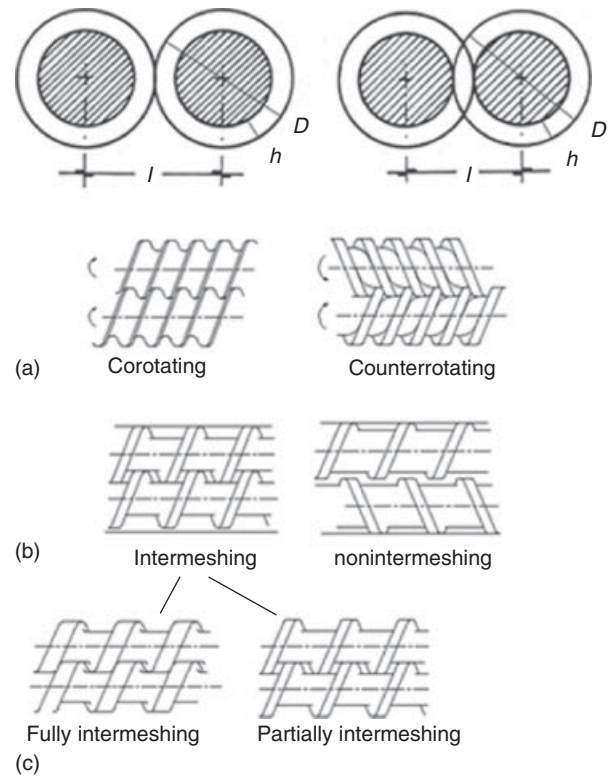 D
D
h
h
l
l
(a)
Corotating
Counterrotating
(b)
Intermeshing
nonintermeshing
Fully intermeshing
Partially intermeshing
(c)